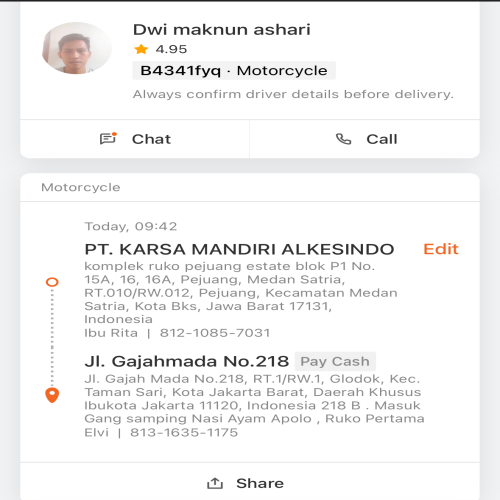 Dwi maknun ashari
4.95
B4341fyq · Motorcycle
Always confirm driver details before delivery.
Chat
Call
Motorcycle
Today, 09:42
PT. KARSA MANDIRI ALKESINDO
Edit
komplek ruko pejuang estate blok P1 No.
15A, 16, 16A, Pejuang, Medan Satria,
RT.010/RW.012, Pejuang, Kecamatan Medan
Satria, Kota Bks, Jawa Barat 17131,
Indonesia
Ibu Rita | 812-1085-7031
Jl. Gajahmada No.218 Pay Cash
Jl. Gajah Mada No.218, RT.1/RW.1, Glodok, Kec.
Taman Sari, Kota Jakarta Barat, Daerah Khusus
Ibukota Jakarta 11120, Indonesia 218 B . Masuk
Gang samping Nasi Ayam Apolo , Ruko Pertama
Elvi | 813-1635-1175
Share